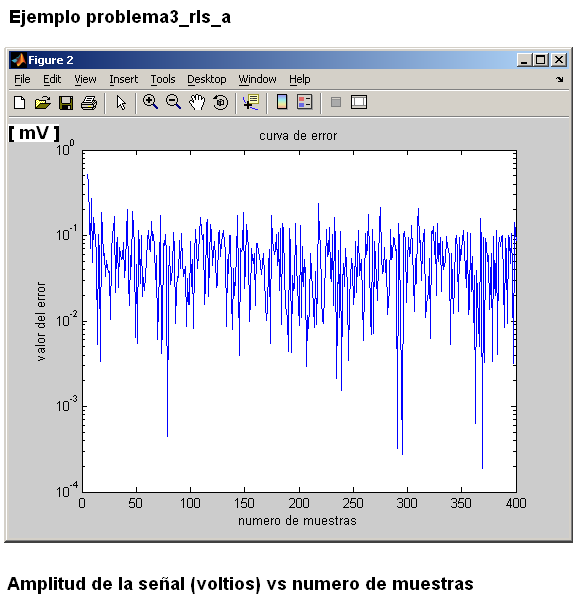 Ejemplo problema3_rls_a
Figure 2
File Edit View Insert Tools Desktop Window Help
[ mV ]
curva de error
10^0
10^-1
10^-2
10^-3
10^-4
valor del error
0 50 100 150 200 250 300 350 400
numero de muestras
Amplitud de la señal (voltios) vs numero de muestras